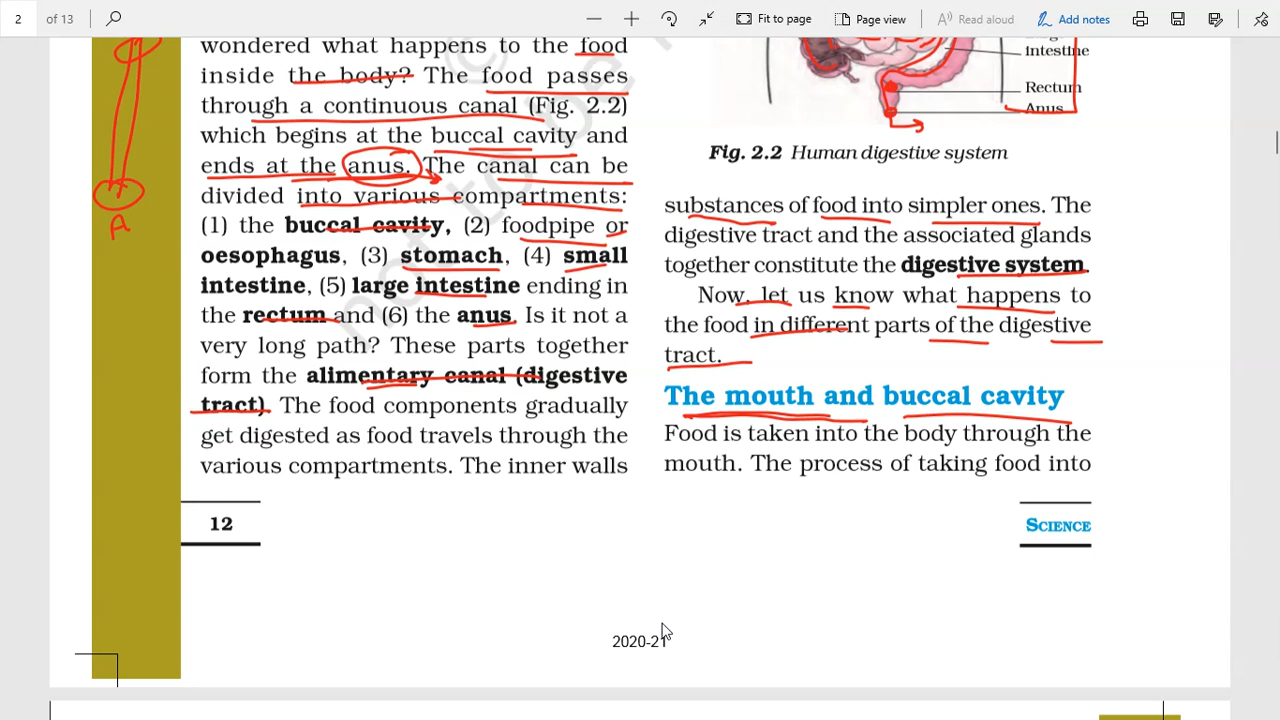 2
of 13
Fit to page
Page view
Read aloud
Add notes
wondered what happens to the food
inside the body? The food passes
through a continuous canal (Fig. 2.2)
which begins at the buccal cavity and
ends at the anus. The canal can be
divided into various compartments:
(1) the buccal cavity, (2) foodpipe or
oesophagus, (3) stomach, (4) small
intestine, (5) large intestine ending in
the rectum and (6) the anus. Is it not a
very long path? These parts together
form the alimentary canal (digestive
tract). The food components gradually
get digested as food travels through the
various compartments. The inner walls
A
not to be
©
intestine
Rectum
Anus
Fig. 2.2 Human digestive system
substances of food into simpler ones. The
digestive tract and the associated glands
together constitute the digestive system.
Now, let us know what happens to
the food in different parts of the digestive
tract.
The mouth and buccal cavity
Food is taken into the body through the
mouth. The process of taking food into
12
SCIENCE
2020-21